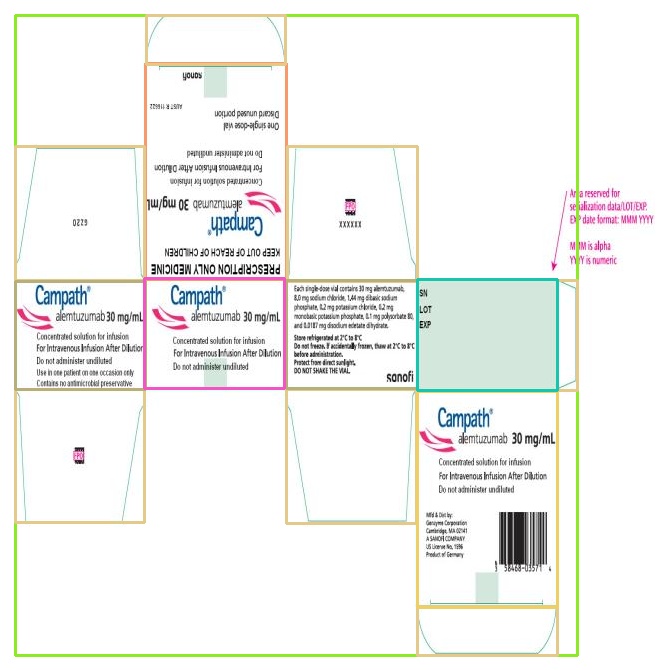 sanofi
AUST R 116622
One single-dose vial
Discard unused portion
Concentrated solution for infusion
For Intravenous Infusion After Dilution
Do not administer undiluted
Campath®
alemtuzumab 30 mg/mL
PRESCRIPTION ONLY MEDICINE
KEEP OUT OF REACH OF CHILDREN
6220
XXXXXX
Area reserved for
serialization data/LOT/EXP.
EXP date format: MMM YYYY
MMM is alpha
YYYY is numeric
Campath®
alemtuzumab 30 mg/mL
Concentrated solution for infusion
For Intravenous Infusion After Dilution
Do not administer undiluted
Use in one patient on one occasion only
Contains no antimicrobial preservative
Campath®
alemtuzumab 30 mg/mL
Concentrated solution for infusion
For Intravenous Infusion After Dilution
Do not administer undiluted
Each single-dose vial contains 30 mg alemtuzumab,
8.0 mg sodium chloride, 1.44 mg dibasic sodium
phosphate, 0.2 mg potassium chloride, 0.2 mg
monobasic potassium phosphate, 0.1 mg polysorbate 80,
and 0.0187 mg disodium edetate dihydrate.
Store refrigerated at 2°C to 8°C
Do not freeze. If accidentally frozen, thaw at 2°C to 8°C
before administration.
Protect from direct sunlight.
DO NOT SHAKE THE VIAL.
sanofi
SN
LOT
EXP
Campath®
alemtuzumab 30 mg/mL
Concentrated solution for infusion
For Intravenous Infusion After Dilution
Do not administer undiluted
Mfd & Dist by:
Genzyme Corporation
Cambridge, MA 02141
A SANOFI COMPANY
US License No. 1596
Product of Germany
3 58468-03571 4